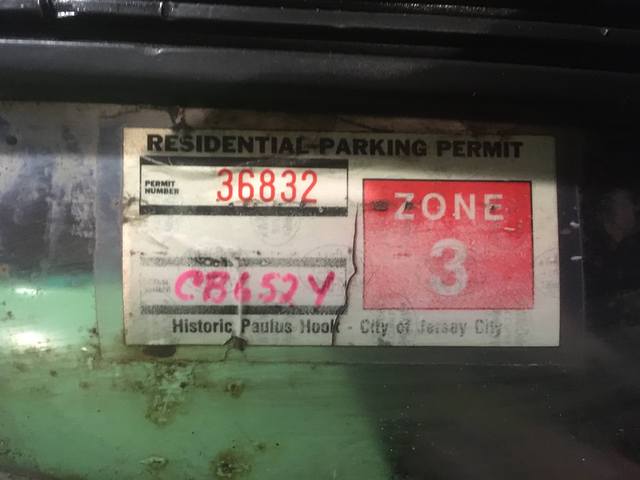 RESIDENTIAL-PARKING PERMIT
PERMIT
NUMBER
36832
ZONE
3
CB652Y
Historic Paulus Hook - City of Jersey City